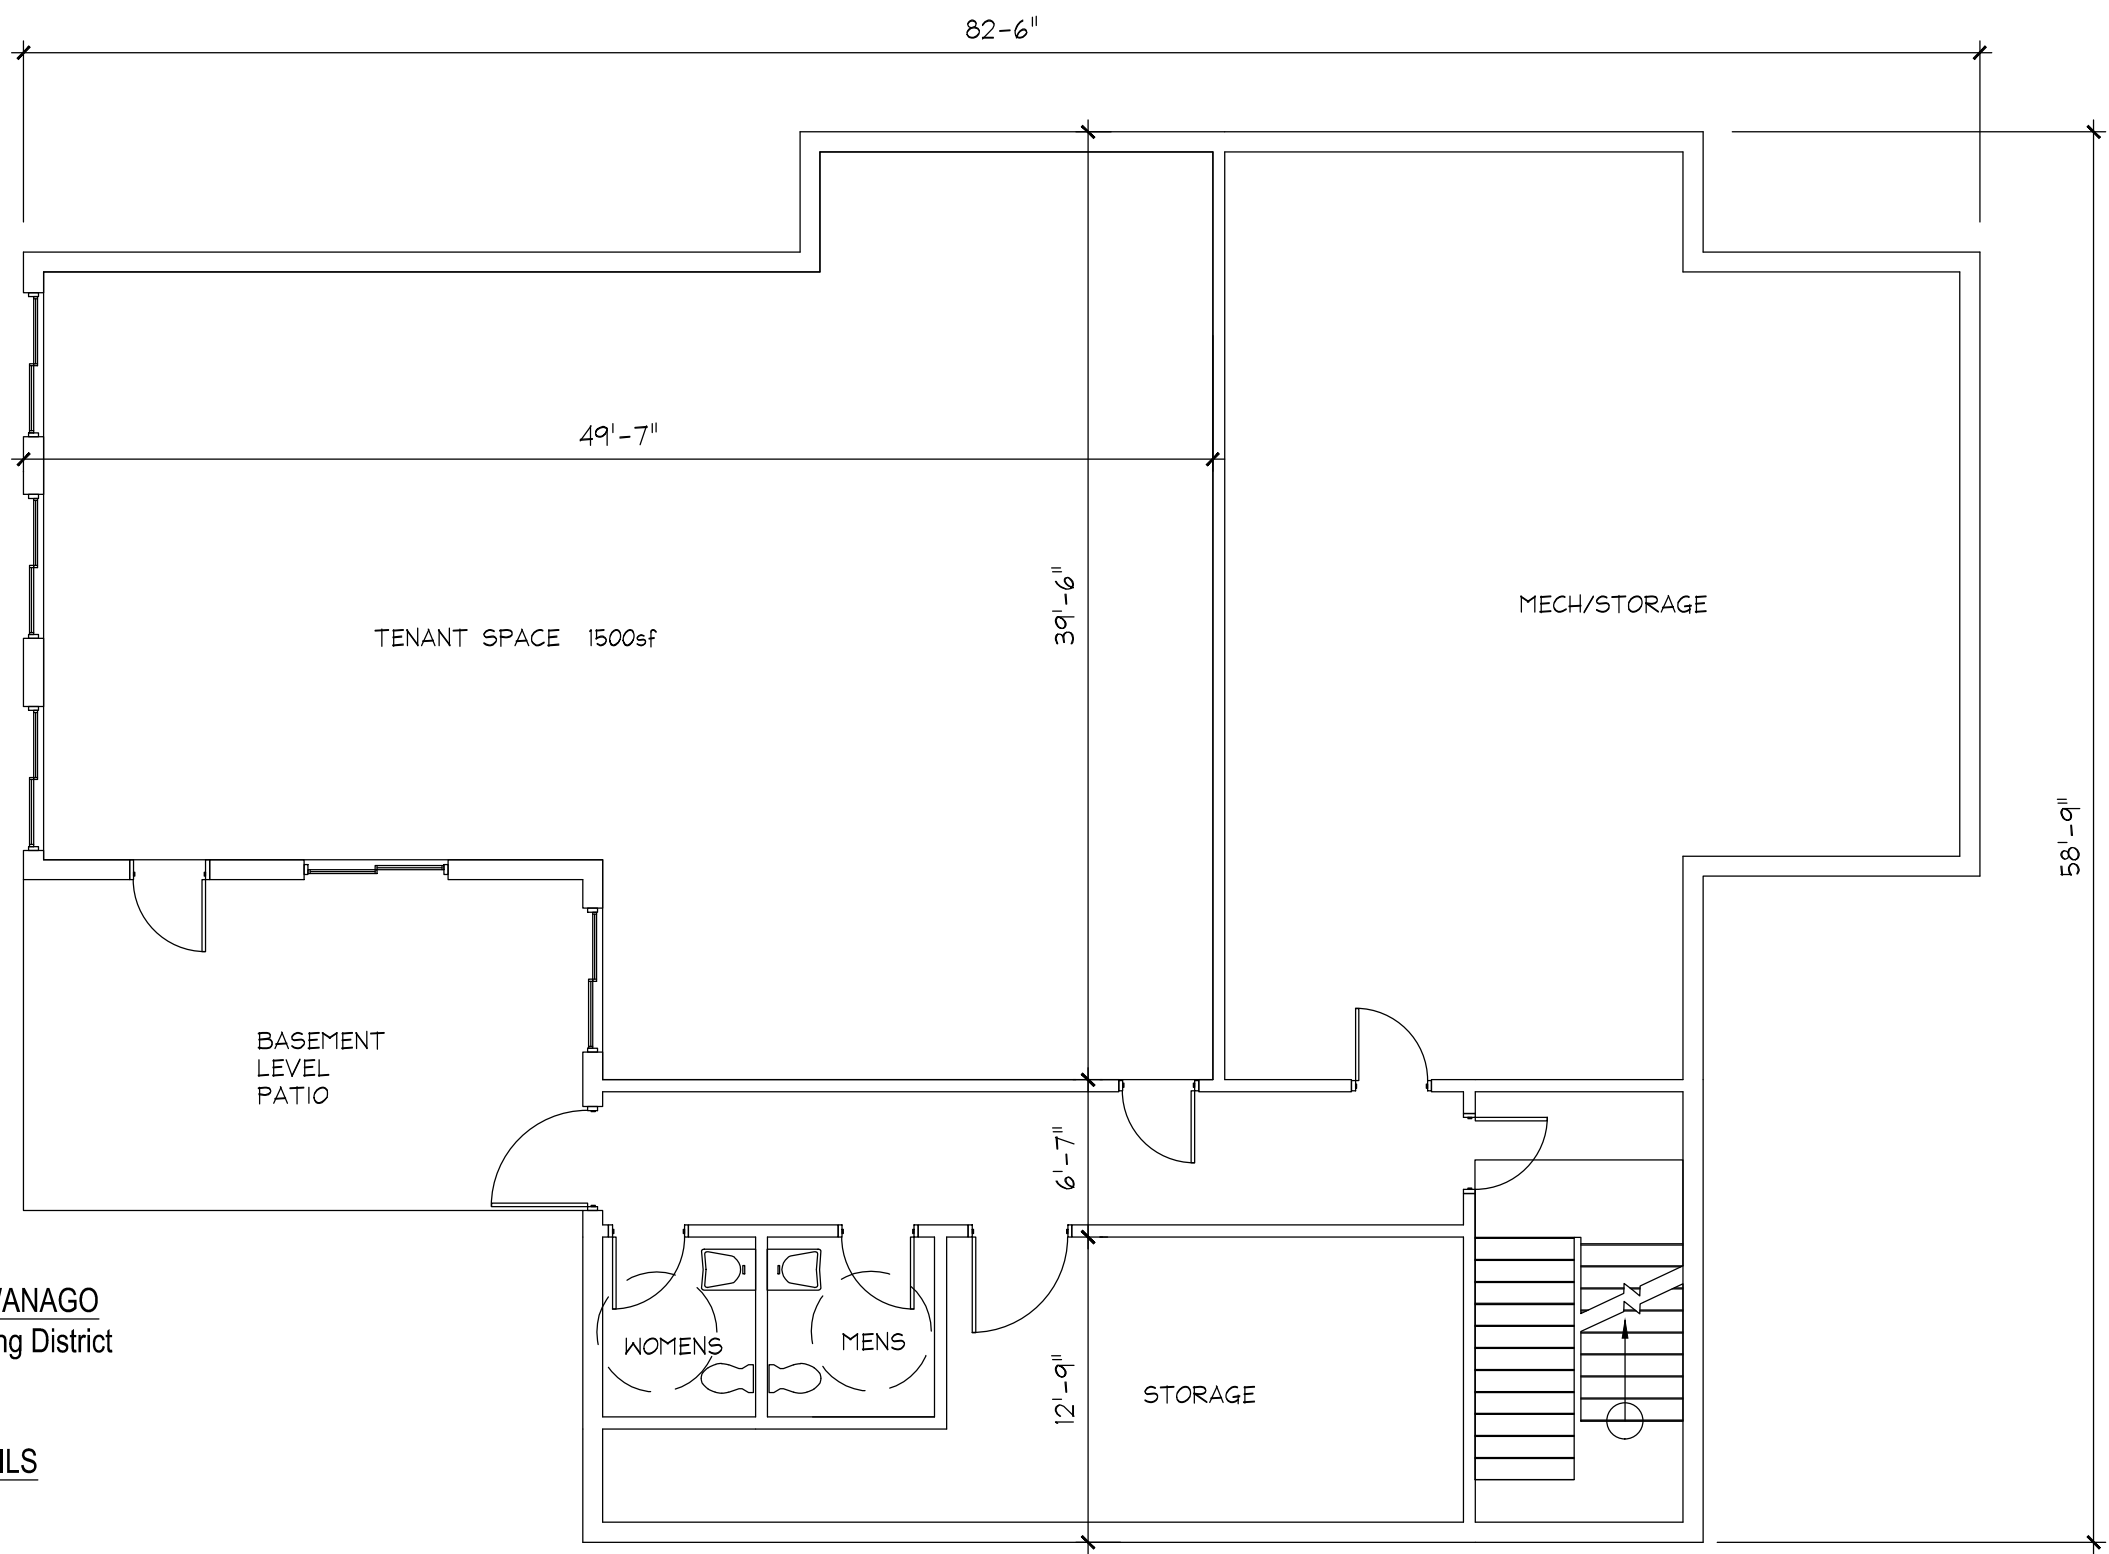 82-6"
49'-7"
39'-6"
MECH/STORAGE
TENANT SPACE 1500sf
58'-9"
BASEMENT
LEVEL
PATIO
6'-7"
WANAGO
ng District
WOMENS
MENS
12'-9"
STORAGE
ILS